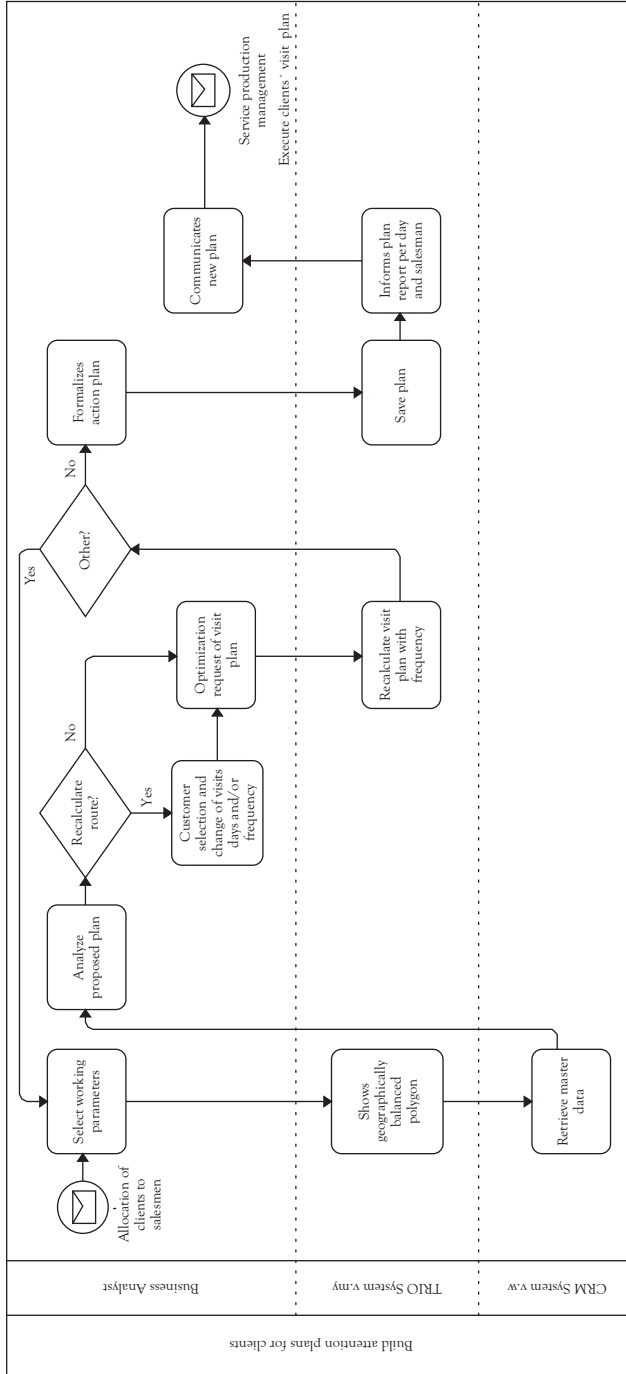 Build attention plans for clients
Business Analyst
TRIO System v.my
CRM System v.w
Allocation of
clients to
salesmen
Select working
parameters
Shows
geographically
balanced
polygon
Retrieve master
data
Analyze
proposed plan
Recalculate
route?
Yes
No
Customer
selection and
change of visits
days and/or
frequency
Optimization
request of visit
plan
Recalculate visit
plan with
frequency
Other?
Yes
No
Formalizes
action plan
Save plan
Informs plan
report per day
and salesman
Communicates
new plan
Service production
management
Execute clients´ visit plan